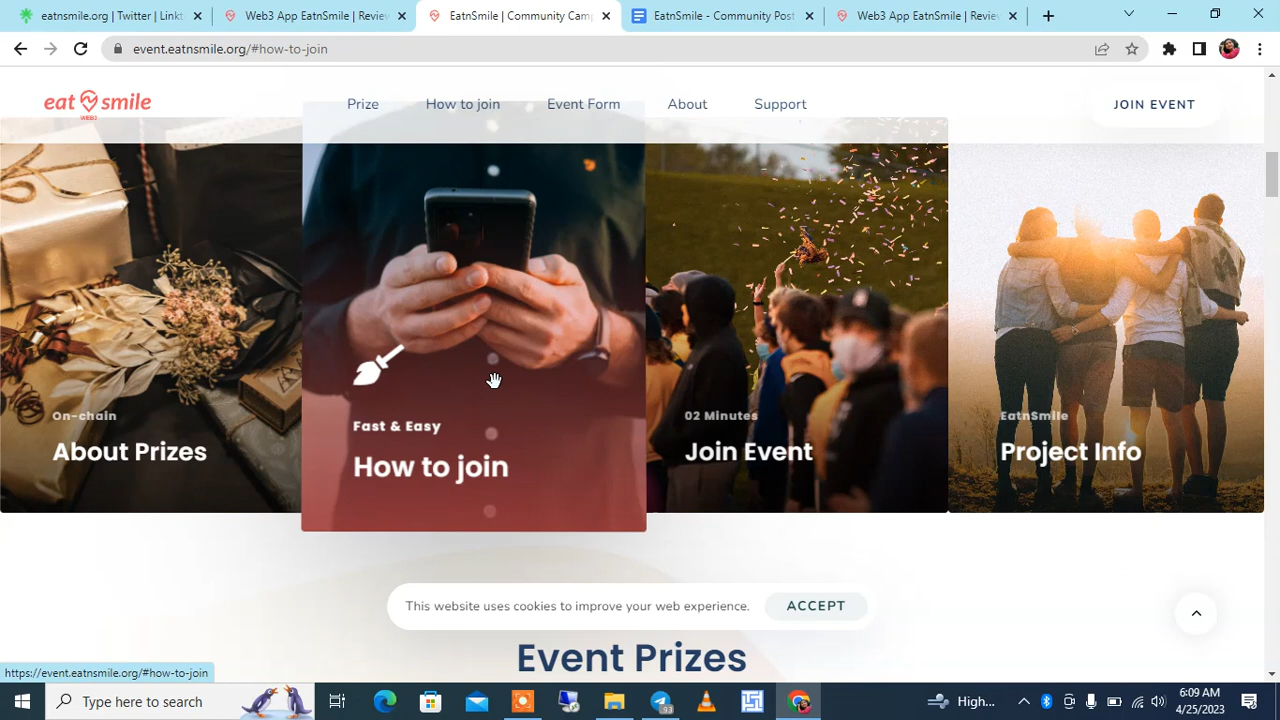 eatnsmile.org | Twitter | Linkt
Web3 App EatnSmile | Review
EatnSmile | Community Camp
EatnSmile - Community Post
Web3 App EatnSmile | Review
event.eatnsmile.org/#how-to-join
eat smile
WEB3
Prize
How to join
Event Form
About
Support
JOIN EVENT
On-chain
About Prizes
Fast & Easy
How to join
02 Minutes
Join Event
EatnSmile
Project Info
This website uses cookies to improve your web experience.
ACCEPT
Event Prizes
https://event.eatnsmile.org/#how-to-join
Type here to search
93
High...
6:09 AM
4/25/2023